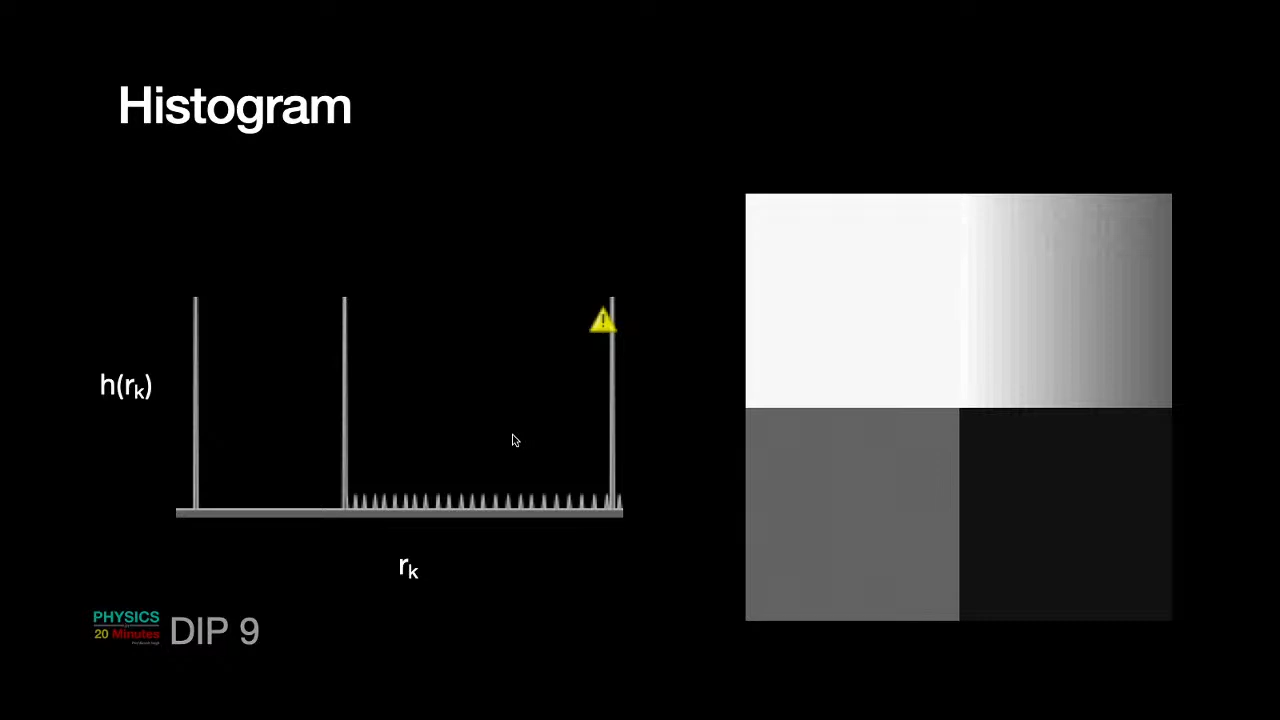 Histogram
h(rₖ)
rₖ
PHYSICS
20 Minutes
DIP 9